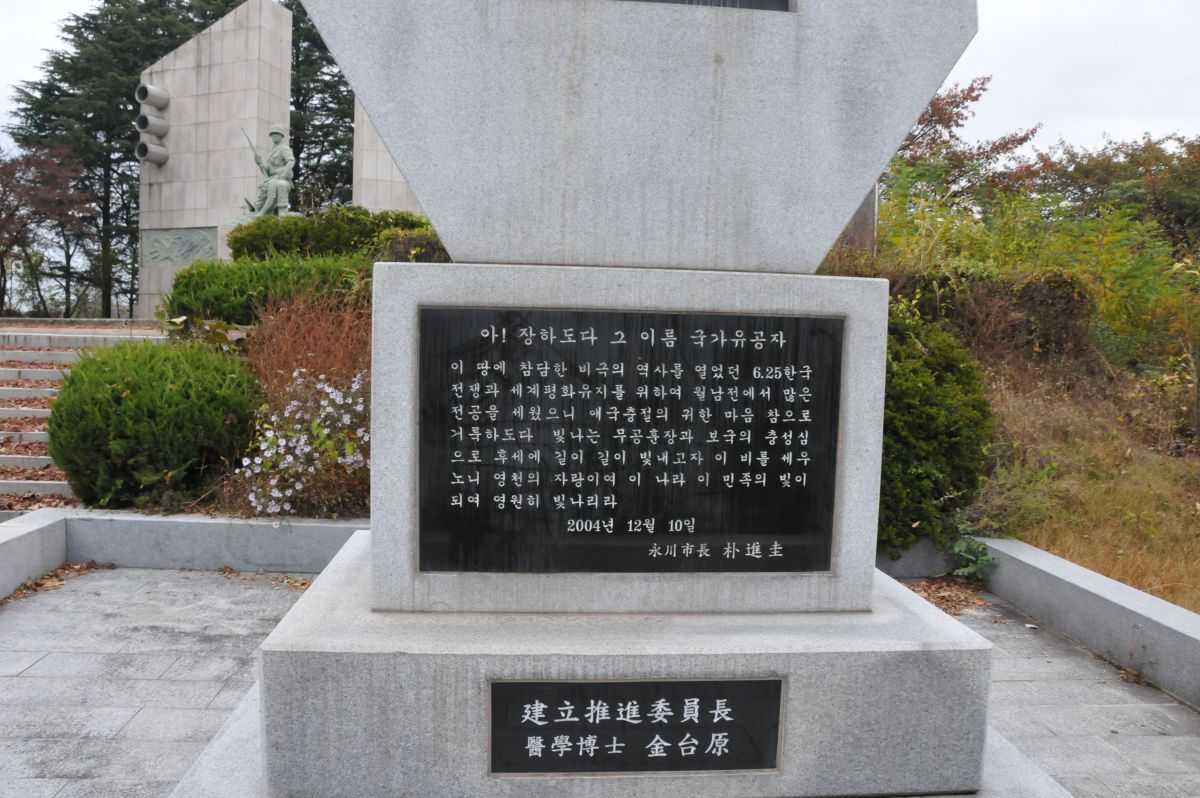 아! 장하도다 그 이름 국가유공자
이 땅에 참담한 비극의 역사를 열었던 6.25한국
전쟁과 세계평화유지를 위하여 월남전에서 많은
전공을 세웠으니 애국충절의 귀한 마음 참으로
거룩하도다 빛나는 무공훈장과 보국의 충성심
으로 후세에 길이 길이 빛내고자 이 비를 세우
노니 영천의 자랑이여 이 나라 이 민족의 빛이
되여 영원히 빛나리라
2004년 12월 10일
永川市長 朴進圭
建立推進委員長
醫學博士 金台原